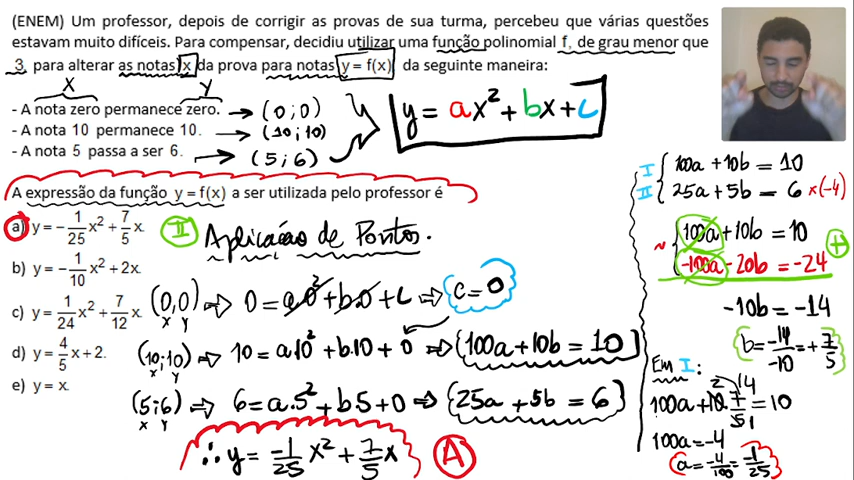 (ENEM) Um professor, depois de corrigir as provas de sua turma, percebeu que várias questões
estavam muito difíceis. Para compensar, decidiu utilizar uma função polinomial f, de grau menor que
3, para alterar as notas x da prova para notas y = f(x) da seguinte maneira:
x y
- A nota zero permanece zero. → (0;0)
- A nota 10 permanece 10. → (10;10)
- A nota 5 passa a ser 6. → (5;6)
y = ax² + bx + c
A expressão da função y = f(x) a ser utilizada pelo professor é
a) y = -1/25 x² + 7/5 x.
b) y = -1/10 x² + 2x.
c) y = 1/24 x² + 7/12 x.
d) y = 4/5 x + 2.
e) y = x.
II Aplicação de Pontos.
(0,0) ⇒ 0 = a.0² + b.0 + c ⇒ c = 0
x y
(10;10) ⇒ 10 = a.10² + b.10 + 0 ⇒ 100a + 10b = 10
x y
(5;6) ⇒ 6 = a.5² + b.5 + 0 ⇒ 25a + 5b = 6
x y
∴ y = -1/25 x² + 7/5 x A
I 100a + 10b = 10
II 25a + 5b = 6 x(-4)
~ 100a + 10b = 10 +
-100a - 20b = -24
-10b = -14
b = -14/-10 = +7/5
Em I:
2 14
100a + 10. 7/5 = 10
1
100a = -4
a = -4/100 = -1/25